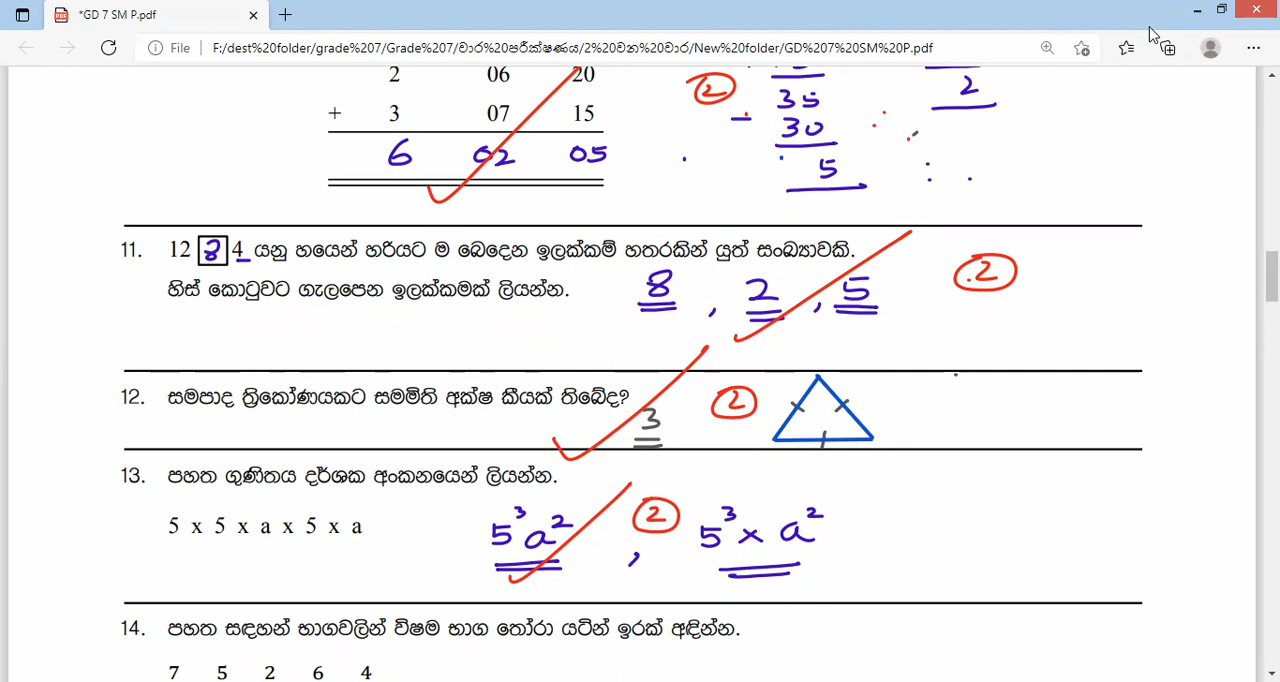 *GD 7 SM P.pdf
File F:/dest%20folder/grade%207/Grade%207/වාර%20පරීක්ෂණය/2%20වන%20වාර/New%20folder/GD%207%20SM%20P.pdf
2 06 20
+ 3 07 15
6 02 05
2
35
- 30
5
2
11. 12 4 යනු හයෙන් හරියට ම බෙදෙන ඉලක්කම් හතරකින් යුත් සංඛ්‍යාවකි.
හිස් කොටුවට ගැලපෙන ඉලක්කමක් ලියන්න. 8 , 2 , 5 2
12. සමපාද ත්‍රිකෝණයකට සමමිති අක්ෂ කීයක් තිබේද? 3 2
13. පහත ගුණිතය දර්ශක අංකනයෙන් ලියන්න.
5 x 5 x a x 5 x a 5³a² 2 , 5³ × a²
14. පහත සඳහන් භාගවලින් විෂම භාග තෝරා යටින් ඉරක් අඳින්න.
7 5 2 6 4